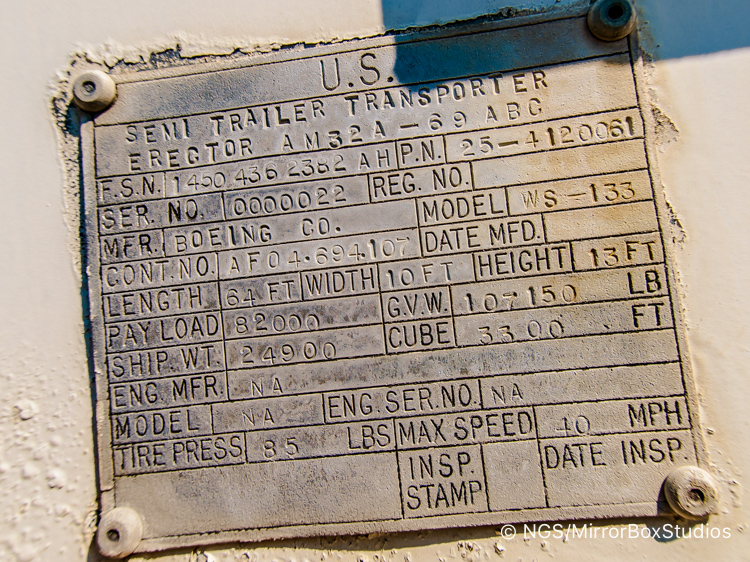 U.S.
SEMI TRAILER TRANSPORTER
ERECTOR AM32A-69 ABC
F.S.N. 1450 436 2382 AH P.N. 25-4120061
SER. NO. 0000022 REG. NO.
MFR. BOEING CO. MODEL WS-133
CONT. NO. AF04.694.107 DATE MFD.
LENGTH 64 FT WIDTH 10 FT HEIGHT 13 FT
PAY LOAD 82000 G.V.W. 107150 LB
SHIP. WT. 24900 CUBE 3300 FT
ENG. MFR. NA
MODEL NA ENG. SER. NO. NA
TIRE PRESS 85 LBS MAX SPEED 40 MPH
INSP. STAMP DATE INSP.
© NGS/MirrorBoxStudios